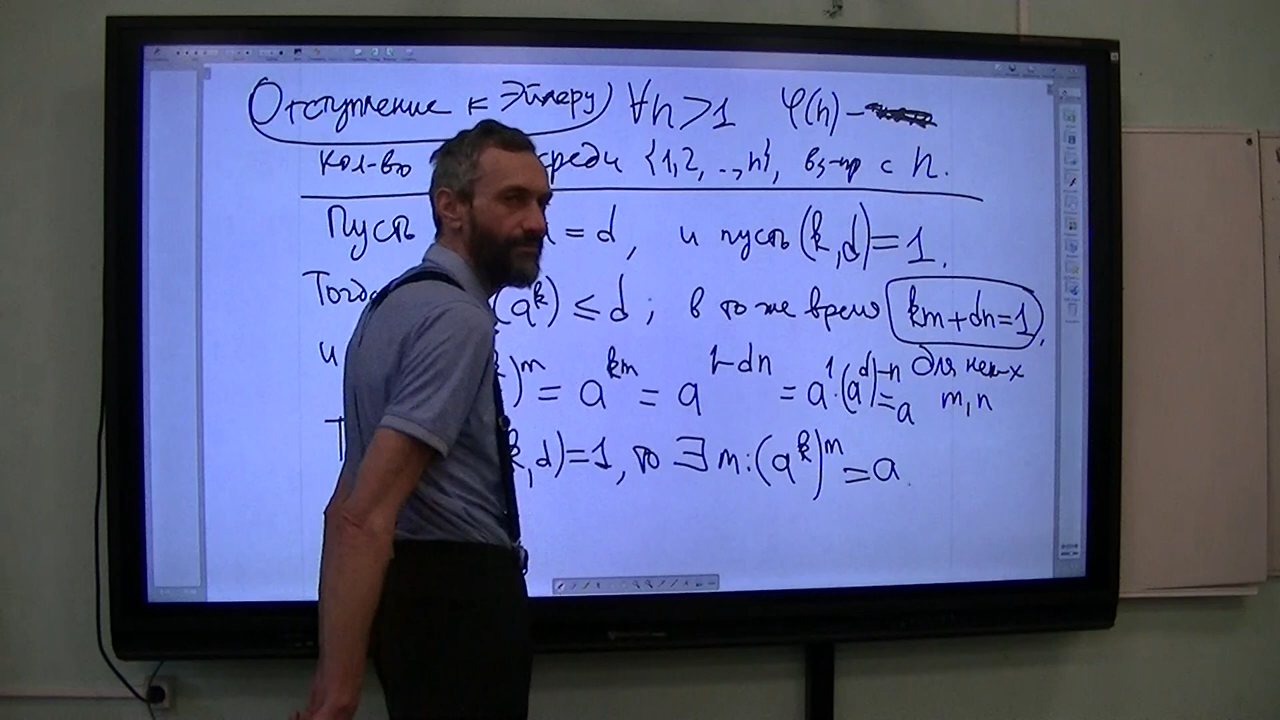 Отступление к Эйлеру) ∀n>1 φ(n) –
кол-во среди {1,2,..,n}, вз-пр с n.
Пусть = d, и пусть (k,d)=1.
Тогда (a^k) ≤ d; в то же время km+dn=1,
и )^m = a^{km} = a^{1-dn} = a^1·(a^d)^{-n} = a для нек-х
m,n
k,d)=1, то ∃ m: (a^k)^m = a.